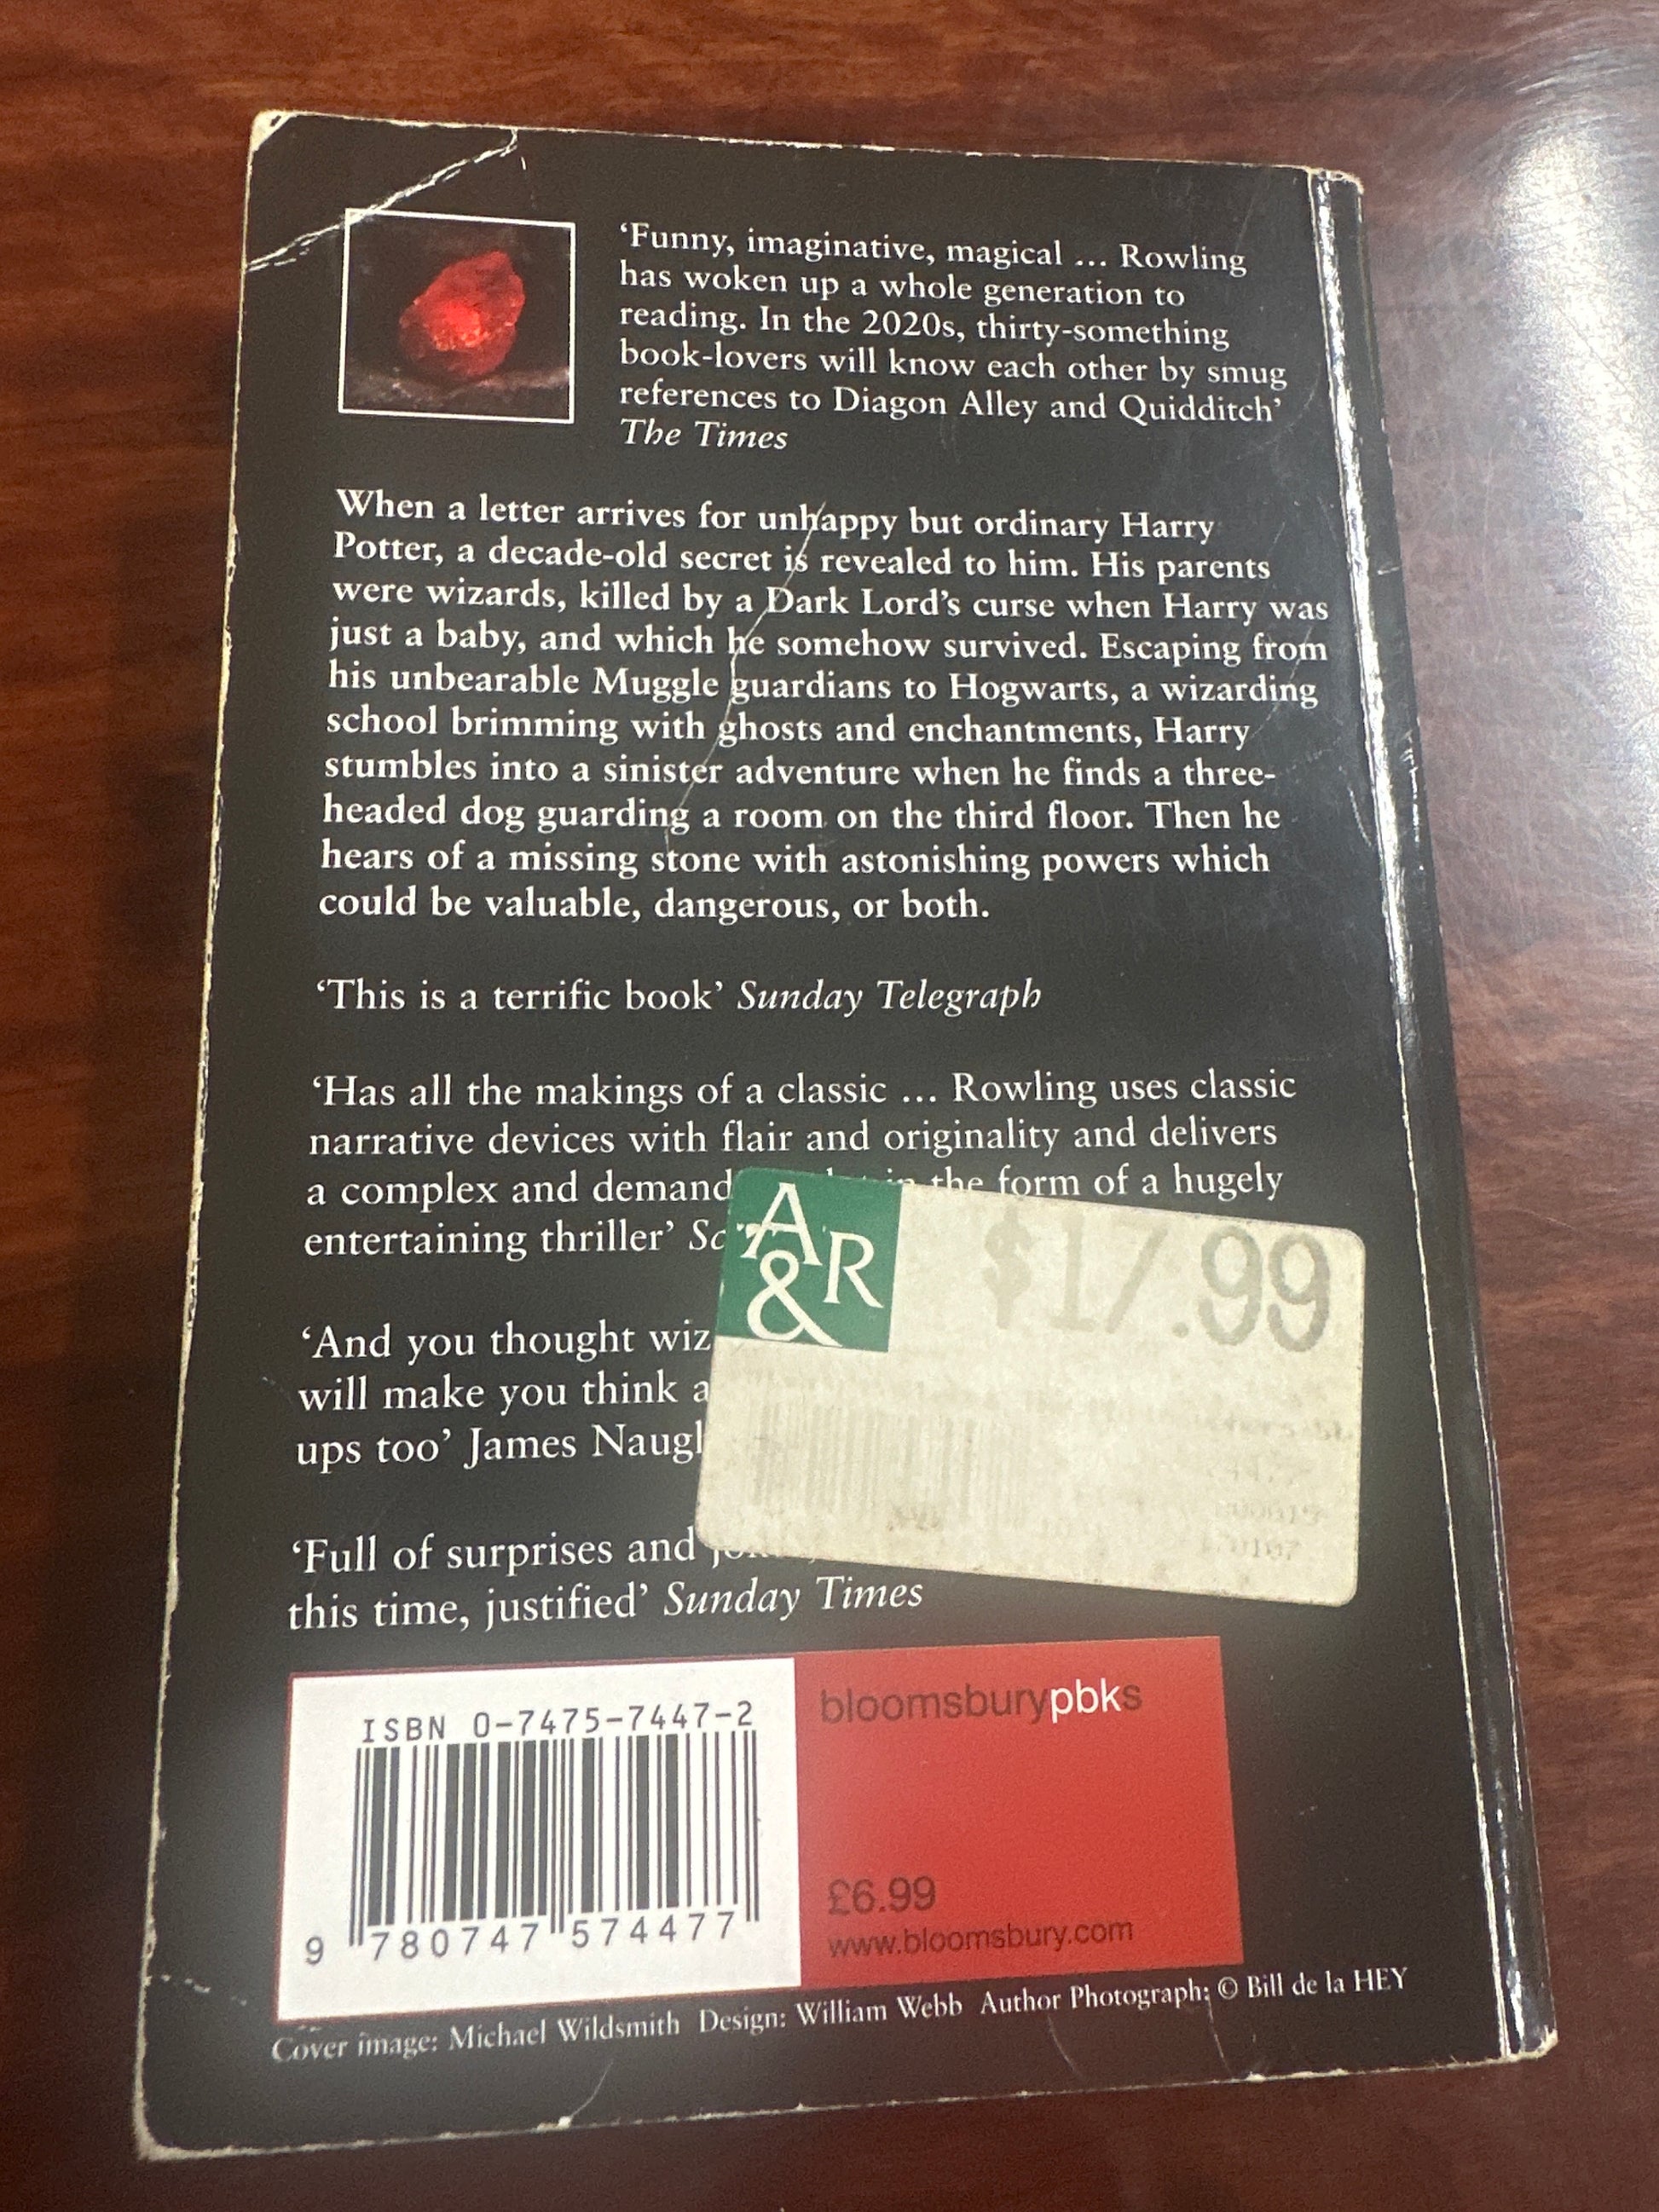 ‘Funny, imaginative, magical ... Rowling
has woken up a whole generation to
reading. In the 2020s, thirty-something
book-lovers will know each other by smug
references to Diagon Alley and Quidditch’
The Times
When a letter arrives for unhappy but ordinary Harry
Potter, a decade-old secret is revealed to him. His parents
were wizards, killed by a Dark Lord’s curse when Harry was
just a baby, and which he somehow survived. Escaping from
his unbearable Muggle guardians to Hogwarts, a wizarding
school brimming with ghosts and enchantments, Harry
stumbles into a sinister adventure when he finds a three-
headed dog guarding a room on the third floor. Then he
hears of a missing stone with astonishing powers which
could be valuable, dangerous, or both.
‘This is a terrific book’ Sunday Telegraph
‘Has all the makings of a classic ... Rowling uses classic
narrative devices with flair and originality and delivers
a complex and demand the form of a hugely
entertaining thriller’ Sc
A&R $17.99
‘And you thought wiz
will make you think a
ups too’ James Naugh
‘Full of surprises and
this time, justified’ Sunday Times
ISBN 0-7475-7447-2
9 780747 574477
bloomsburypbks
£6.99
www.bloomsbury.com
Cover image: Michael Wildsmith Design: William Webb Author Photograph: © Bill de la HEY